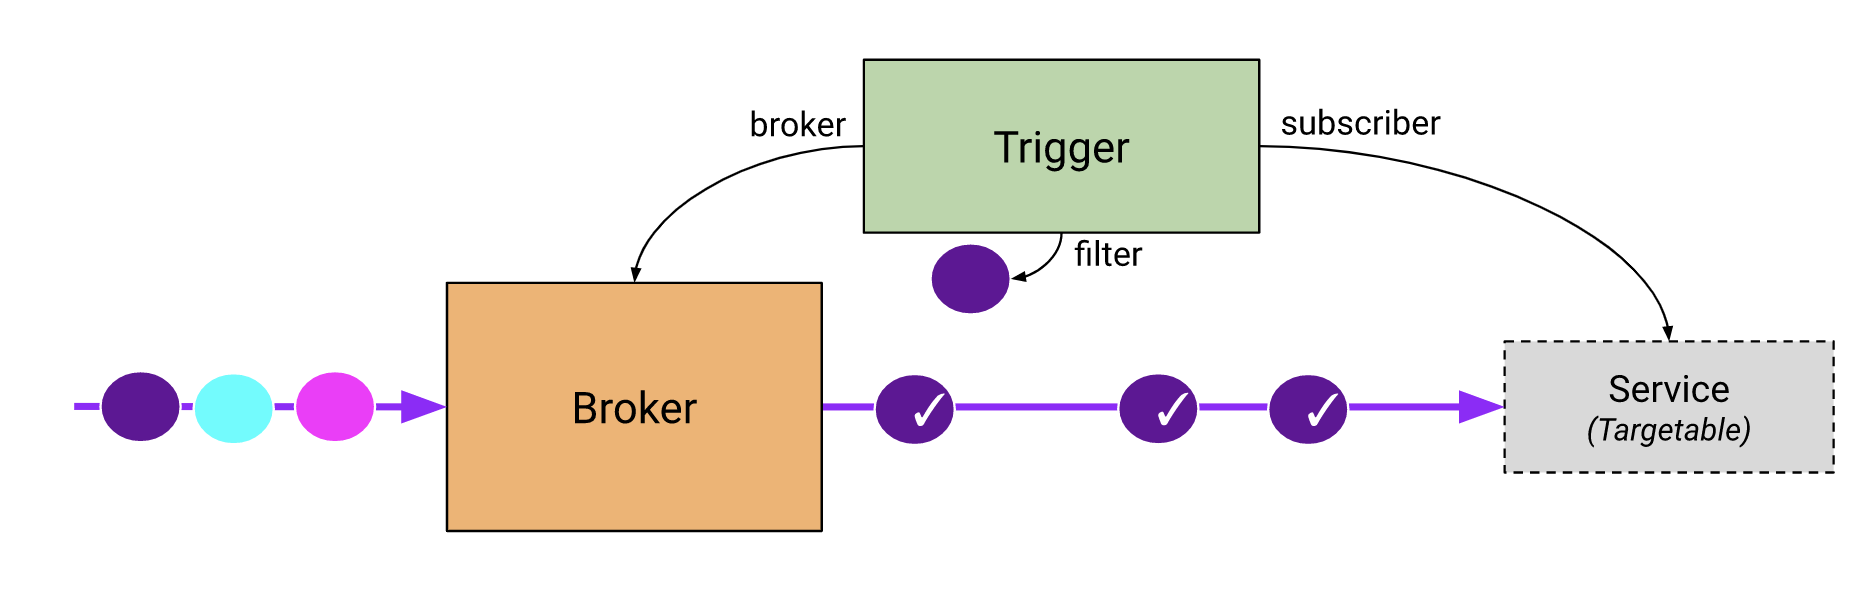 broker
Trigger
subscriber
filter
Broker
Service
(Targetable)